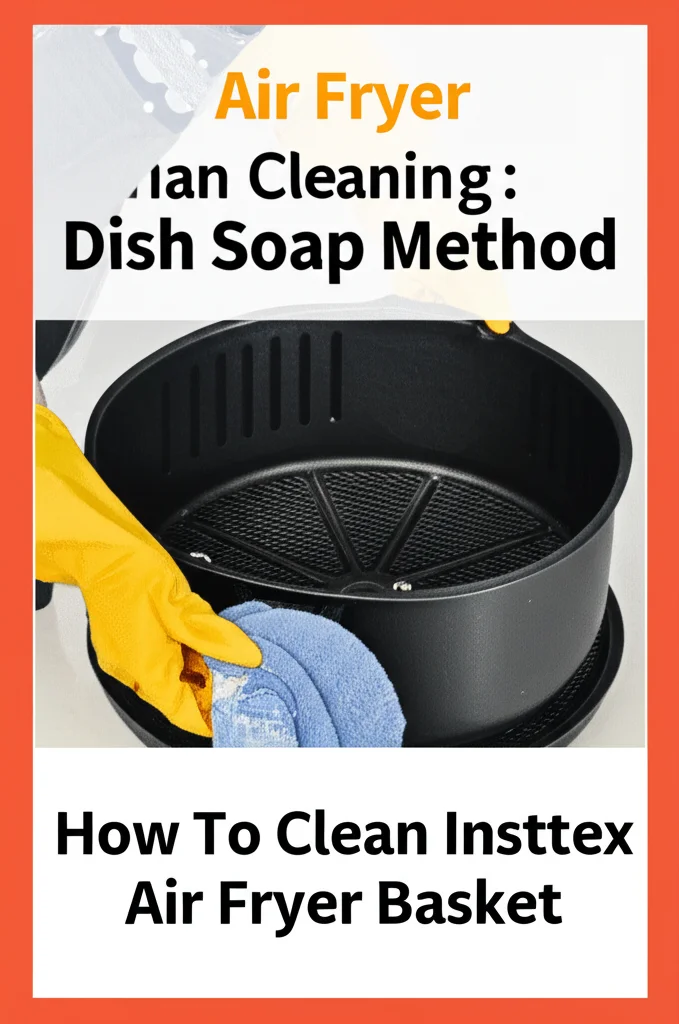 Air Fryer
Cleaning:
Dish Soap Method
How To Clean Insttex
Air Fryer Basket